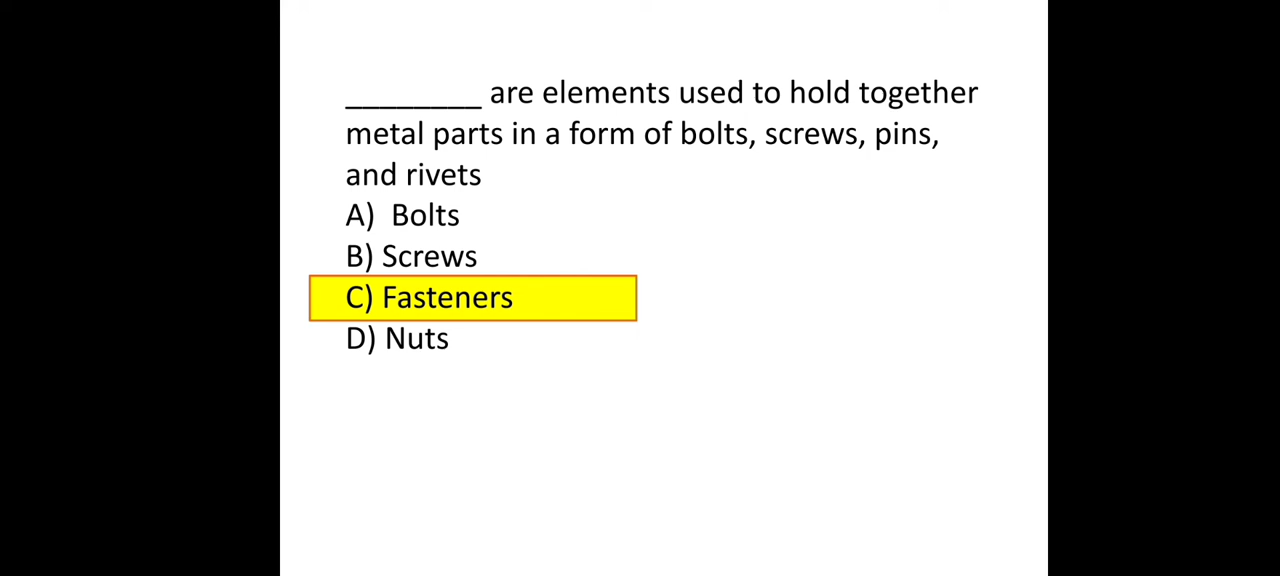 ________ are elements used to hold together
metal parts in a form of bolts, screws, pins,
and rivets
A) Bolts
B) Screws
C) Fasteners
D) Nuts